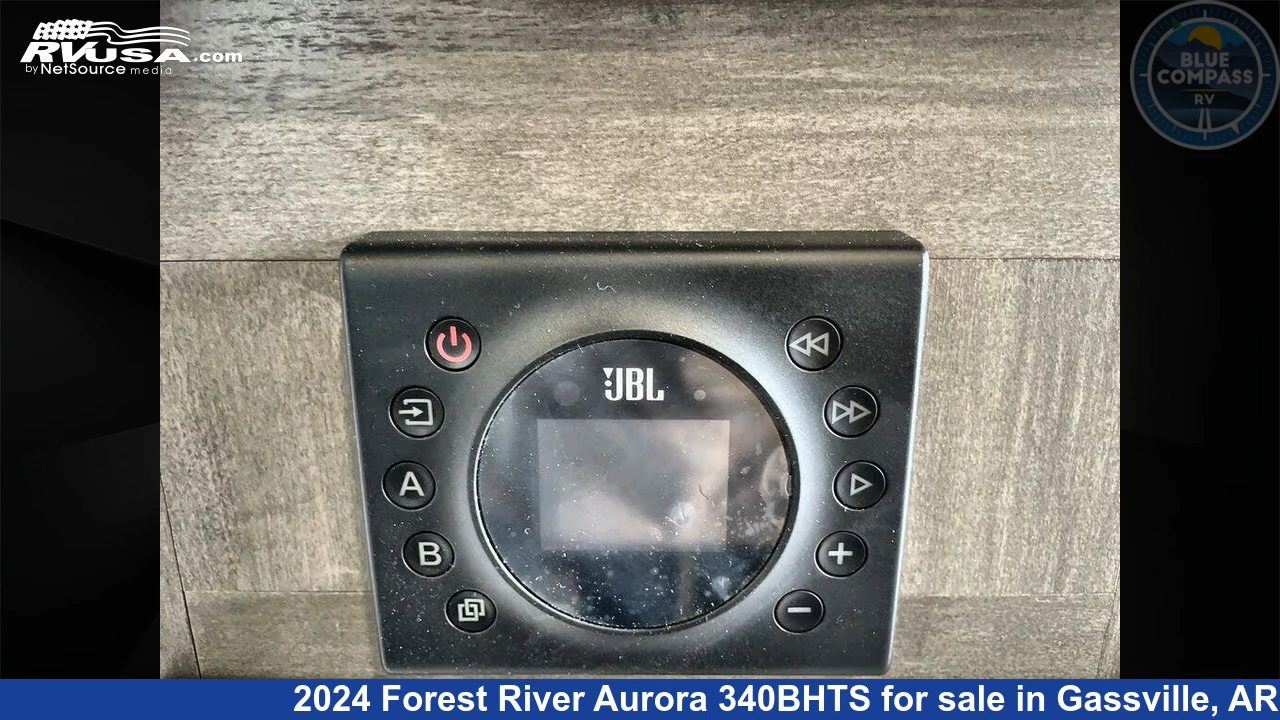 RVUSA.com
by NetSource media
BLUE
COMPASS
RV
JBL
A
B
2024 Forest River Aurora 340BHTS for sale in Gassville, AR